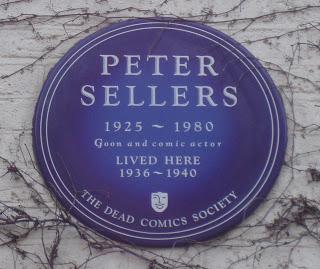 PETER
SELLERS
1925 ~ 1980
Goon and comic actor
LIVED HERE
1936~1940
THE DEAD COMICS SOCIETY